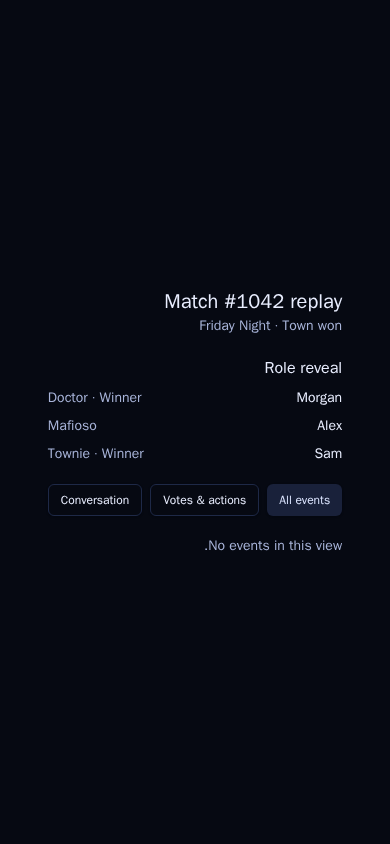 Match #1042 replay
Friday Night · Town won
Role reveal
Morgan Doctor · Winner
Alex Mafioso
Sam Townie · Winner
All events Votes & actions Conversation
.No events in this view